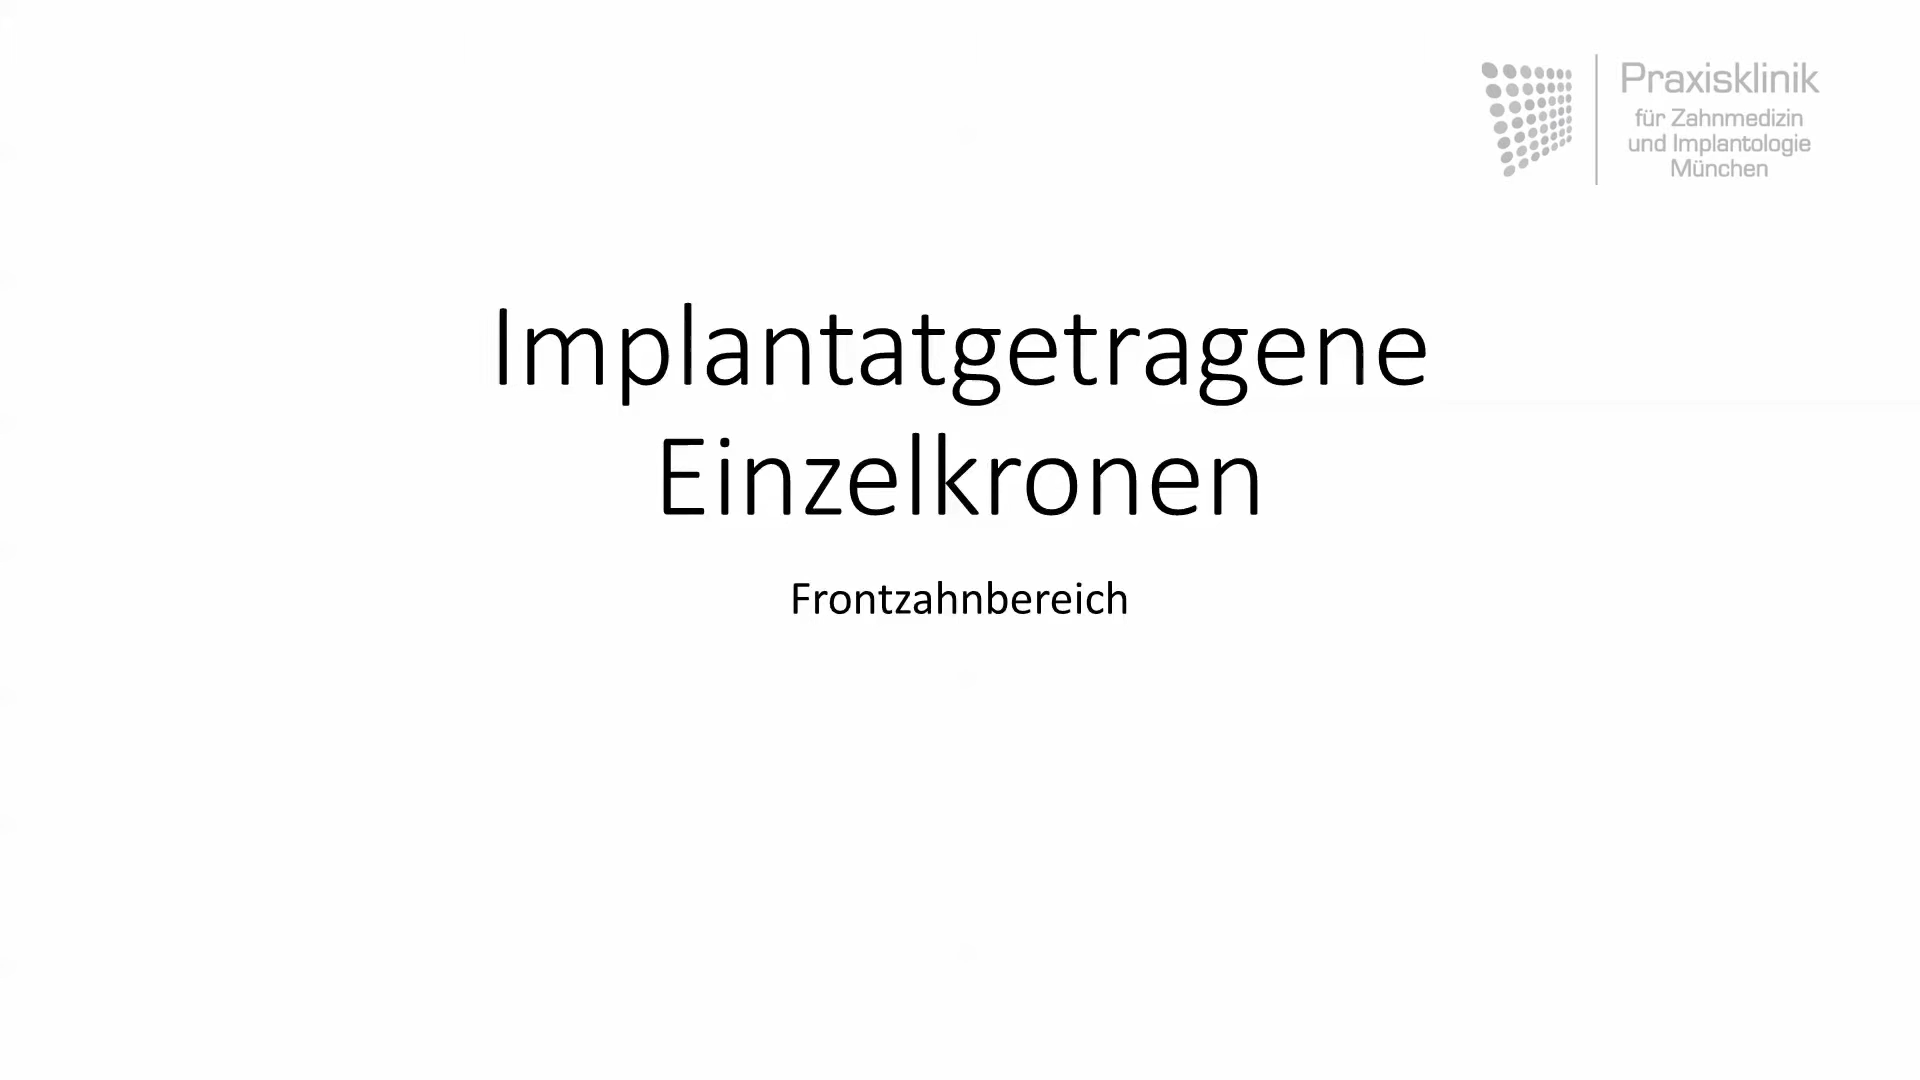 Praxisklinik
für Zahnmedizin
und Implantologie
München
Implantatgetragene
Einzelkronen
Frontzahnbereich